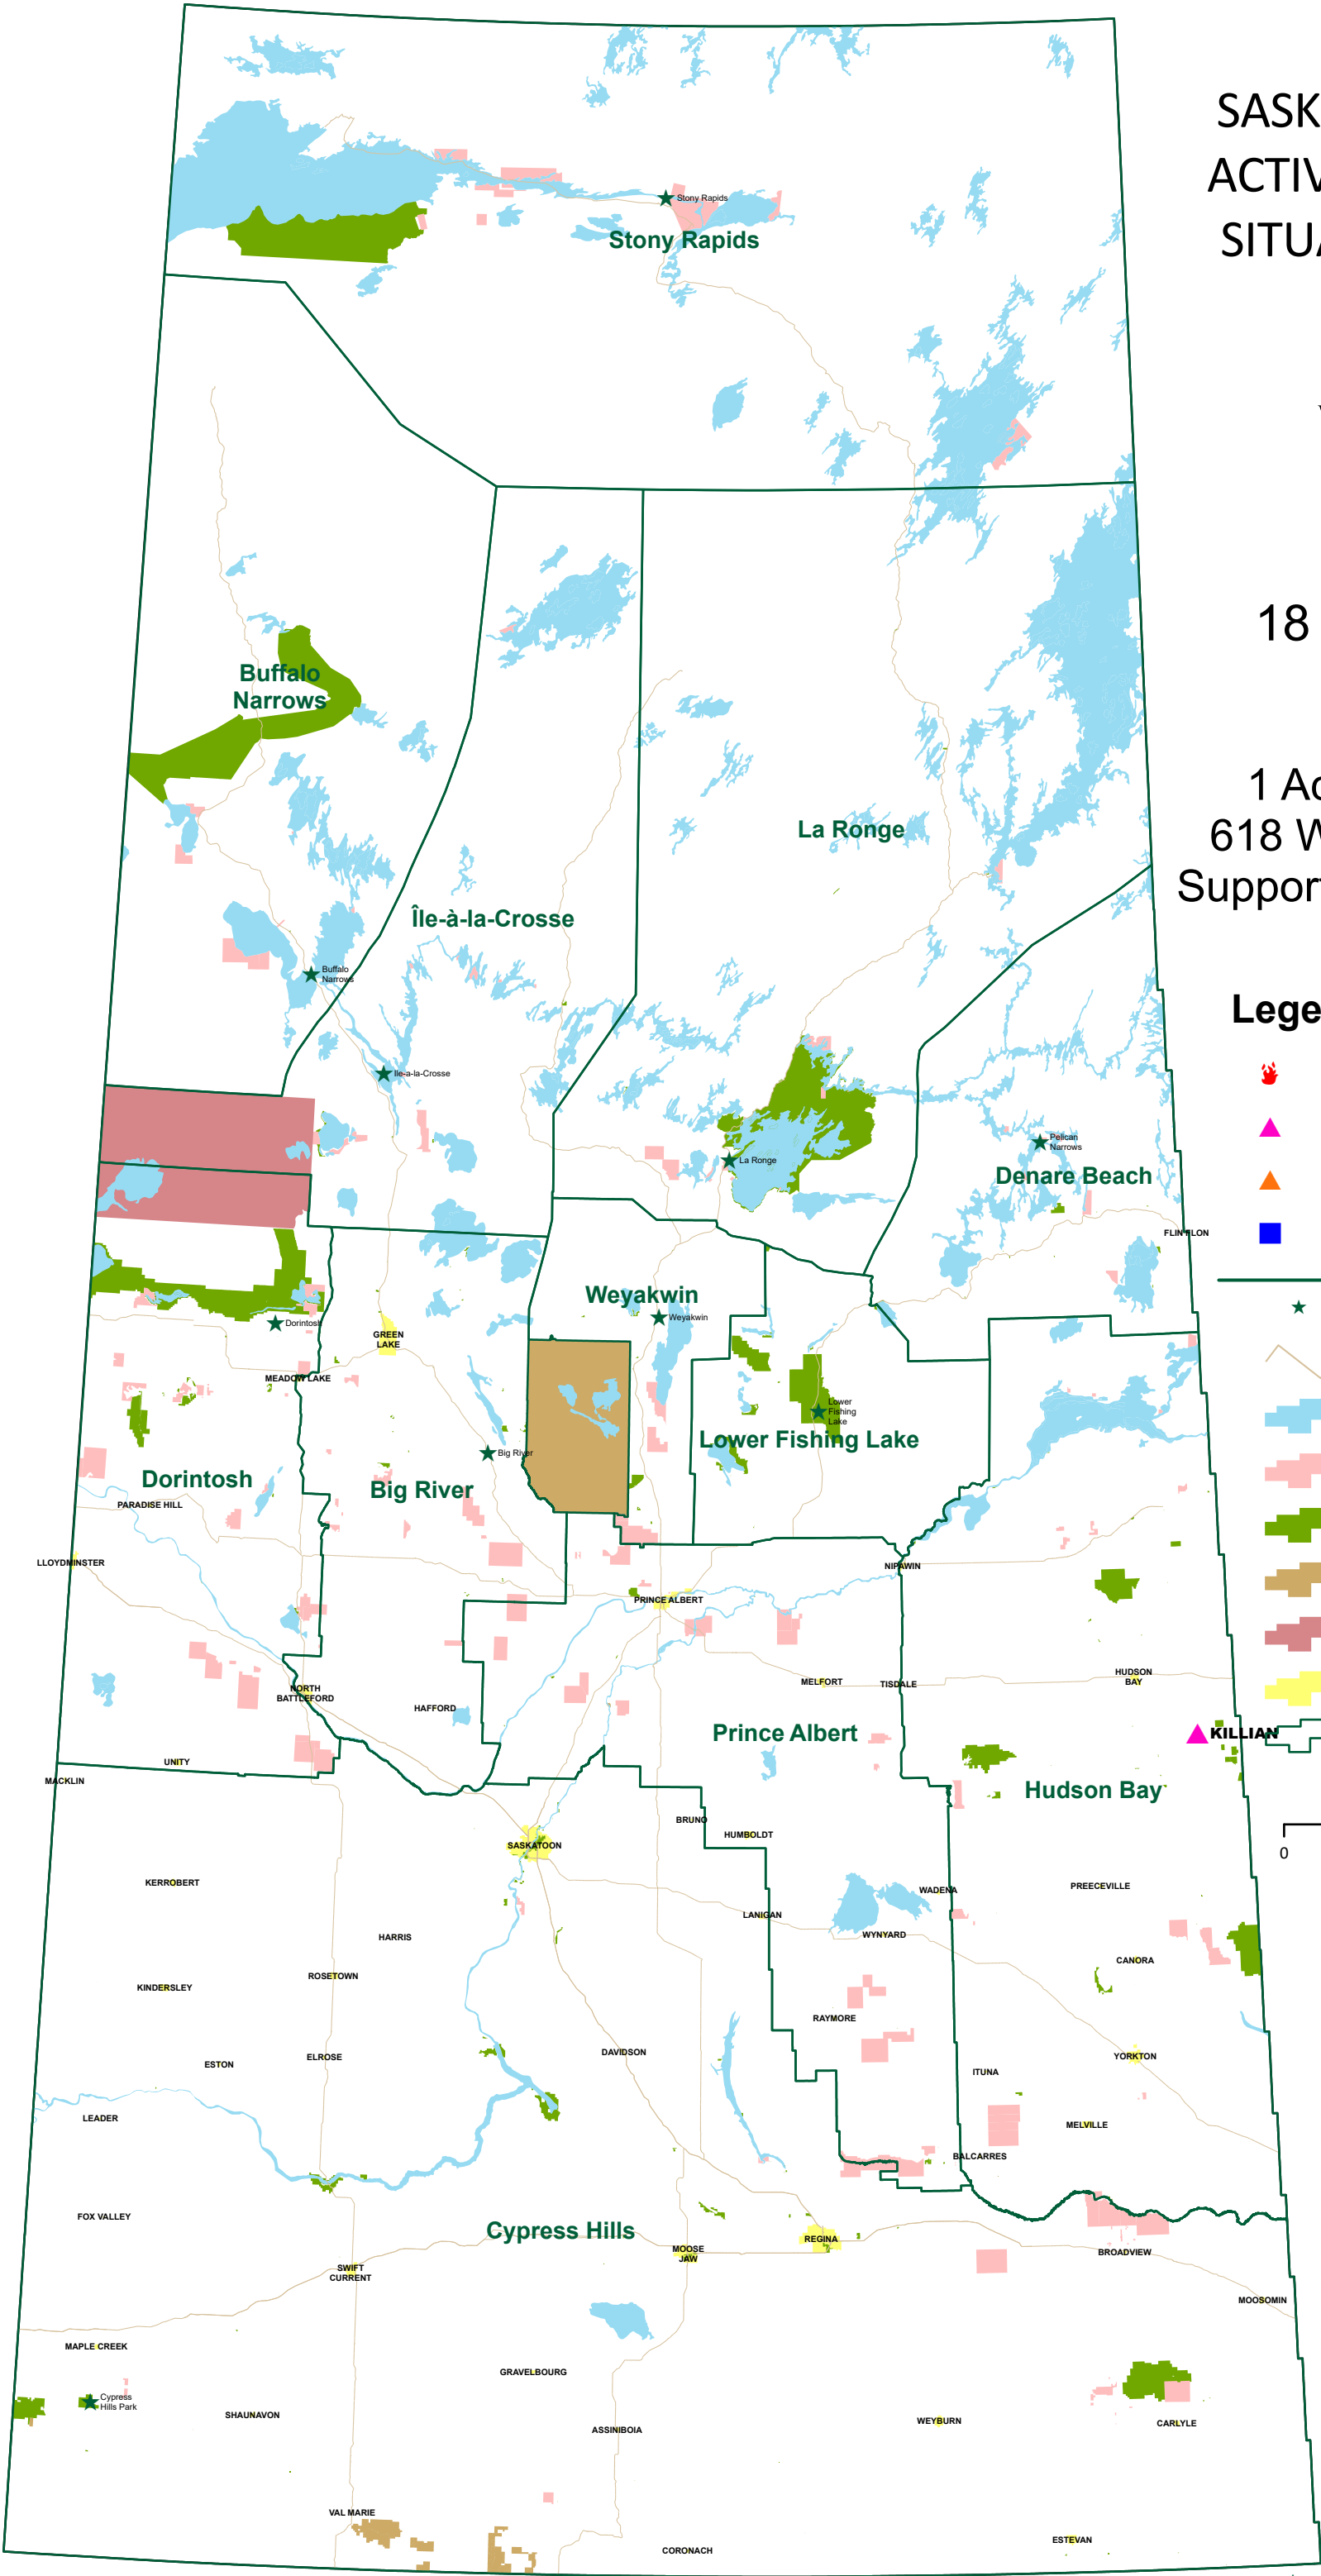 SASK
ACTIV
SITUA
18
1 Ac
618 W
Support
Lege
Stony Rapids
Stony Rapids
Buffalo
Narrows
La Ronge
Île-à-la-Crosse
Buffalo
Narrows
Ile-a-la-Crosse
Pelican
Narrows
La Ronge
Denare Beach
FLIN FLON
Weyakwin
Weyakwin
Dorintosh
GREEN
LAKE
MEADOW LAKE
Lower
Fishing
Lake
Lower Fishing Lake
Big River
Dorintosh
Big River
PARADISE HILL
LLOYDMINSTER
NIPAWIN
PRINCE ALBERT
HUDSON
BAY
MELFORT
TISDALE
NORTH
BATTLEFORD
HAFFORD
Prince Albert
KILLIAN
UNITY
MACKLIN
Hudson Bay
BRUNO
HUMBOLDT
SASKATOON
0
KERROBERT
PREECEVILLE
WADENA
LANIGAN
WYNYARD
HARRIS
CANORA
ROSETOWN
KINDERSLEY
RAYMORE
DAVIDSON
YORKTON
ELROSE
ESTON
ITUNA
LEADER
MELVILLE
BALCARRES
FOX VALLEY
Cypress Hills
REGINA
MOOSE
JAW
BROADVIEW
SWIFT
CURRENT
MOOSOMIN
MAPLE CREEK
GRAVELBOURG
Cypress
Hills Park
SHAUNAVON
WEYBURN
CARLYLE
ASSINIBOIA
VAL MARIE
ESTEVAN
CORONACH